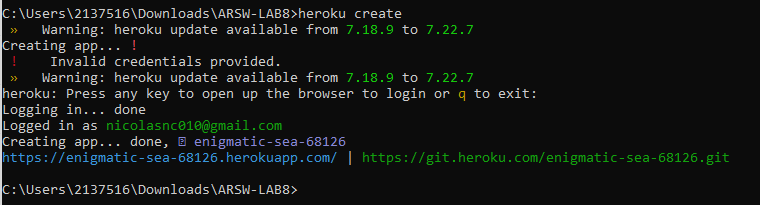 C:\Users\2137516\Downloads\ARSW-LAB8>heroku create
» Warning: heroku update available from 7.18.9 to 7.22.7
Creating app... !
! Invalid credentials provided.
» Warning: heroku update available from 7.18.9 to 7.22.7
heroku: Press any key to open up the browser to login or q to exit:
Logging in... done
Logged in as nicolasnc010@gmail.com
Creating app... done, ⍰ enigmatic-sea-68126
https://enigmatic-sea-68126.herokuapp.com/ | https://git.heroku.com/enigmatic-sea-68126.git
C:\Users\2137516\Downloads\ARSW-LAB8>